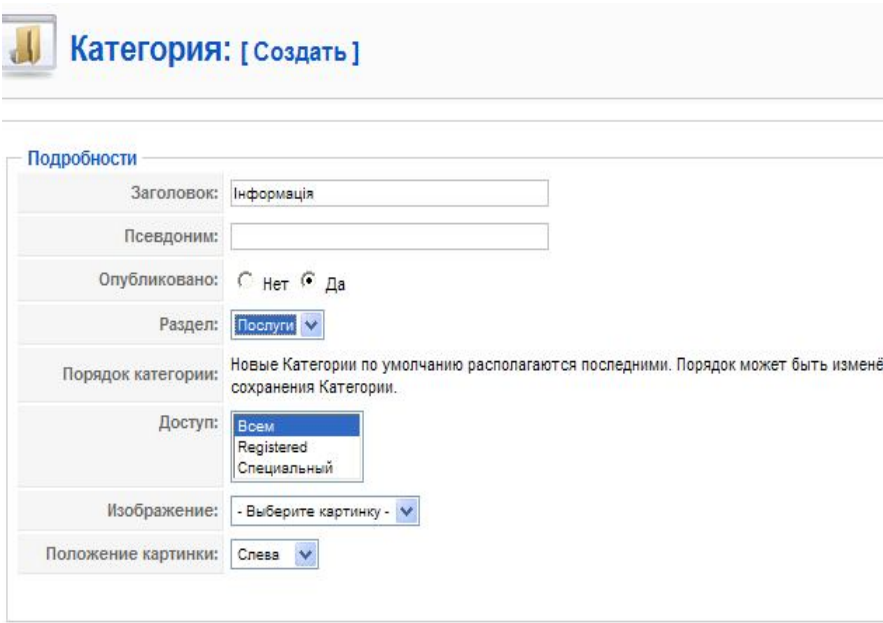 Категория: [ Создать ]
Подробности
Заголовок: Інформація
Псевдоним:
Опубликовано: Нет Да
Раздел: Послуги
Порядок категории: Новые Категории по умолчанию располагаются последними. Порядок может быть изменё
сохранения Категории.
Доступ: Всем
Registered
Специальный
Изображение: - Выберите картинку -
Положение картинки: Слева